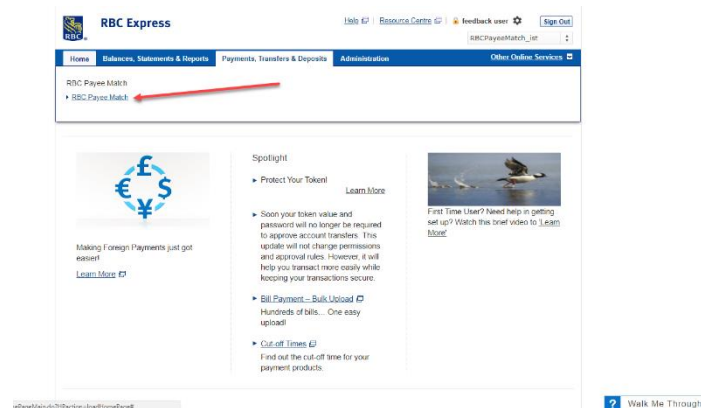 RBC
RBC Express
Help | Resource Centre | feedback user Sign Out
RBCPayeeMatch_ist
Home Balances, Statements & Reports Payments, Transfers & Deposits Administration Other Online Services
RBC Payee Match
RBC Payee Match
Making Foreign Payments just got
easier!
Learn More
Spotlight
Protect Your Token!
Learn More
Soon your token value and
password will no longer be required
to approve account transfers. This
update will not change permissions
and approval rules. However, it will
help you transact more easily while
keeping your transactions secure.
Bill Payment – Bulk Upload
Hundreds of bills... One easy
upload!
Cut-off Times
Find out the cut-off time for your
payment products.
First Time User? Need help in getting
set up? Watch this brief video to 'Learn
More'
? Walk Me Through